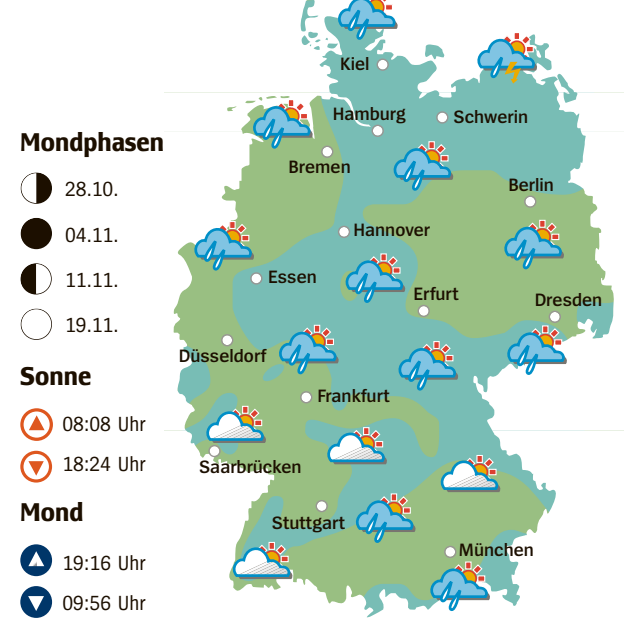 Mondphasen
28.10.
04.11.
11.11.
19.11.
Sonne
08:08 Uhr
18:24 Uhr
Mond
19:16 Uhr
09:56 Uhr
Kiel
Hamburg
Schwerin
Bremen
Berlin
Hannover
Essen
Erfurt
Dresden
Düsseldorf
Frankfurt
Saarbrücken
Stuttgart
München